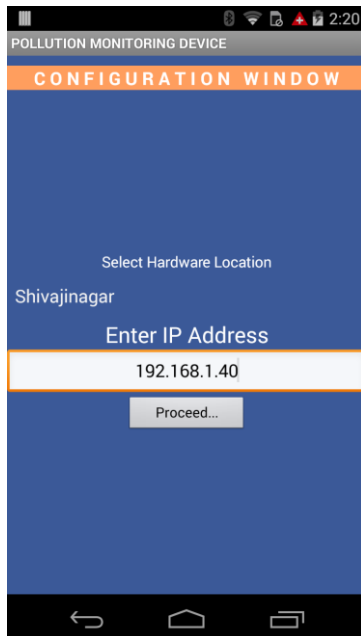 2:20
POLLUTION MONITORING DEVICE
CONFIGURATION WINDOW
Select Hardware Location
Shivajinagar
Enter IP Address
192.168.1.40
Proceed...